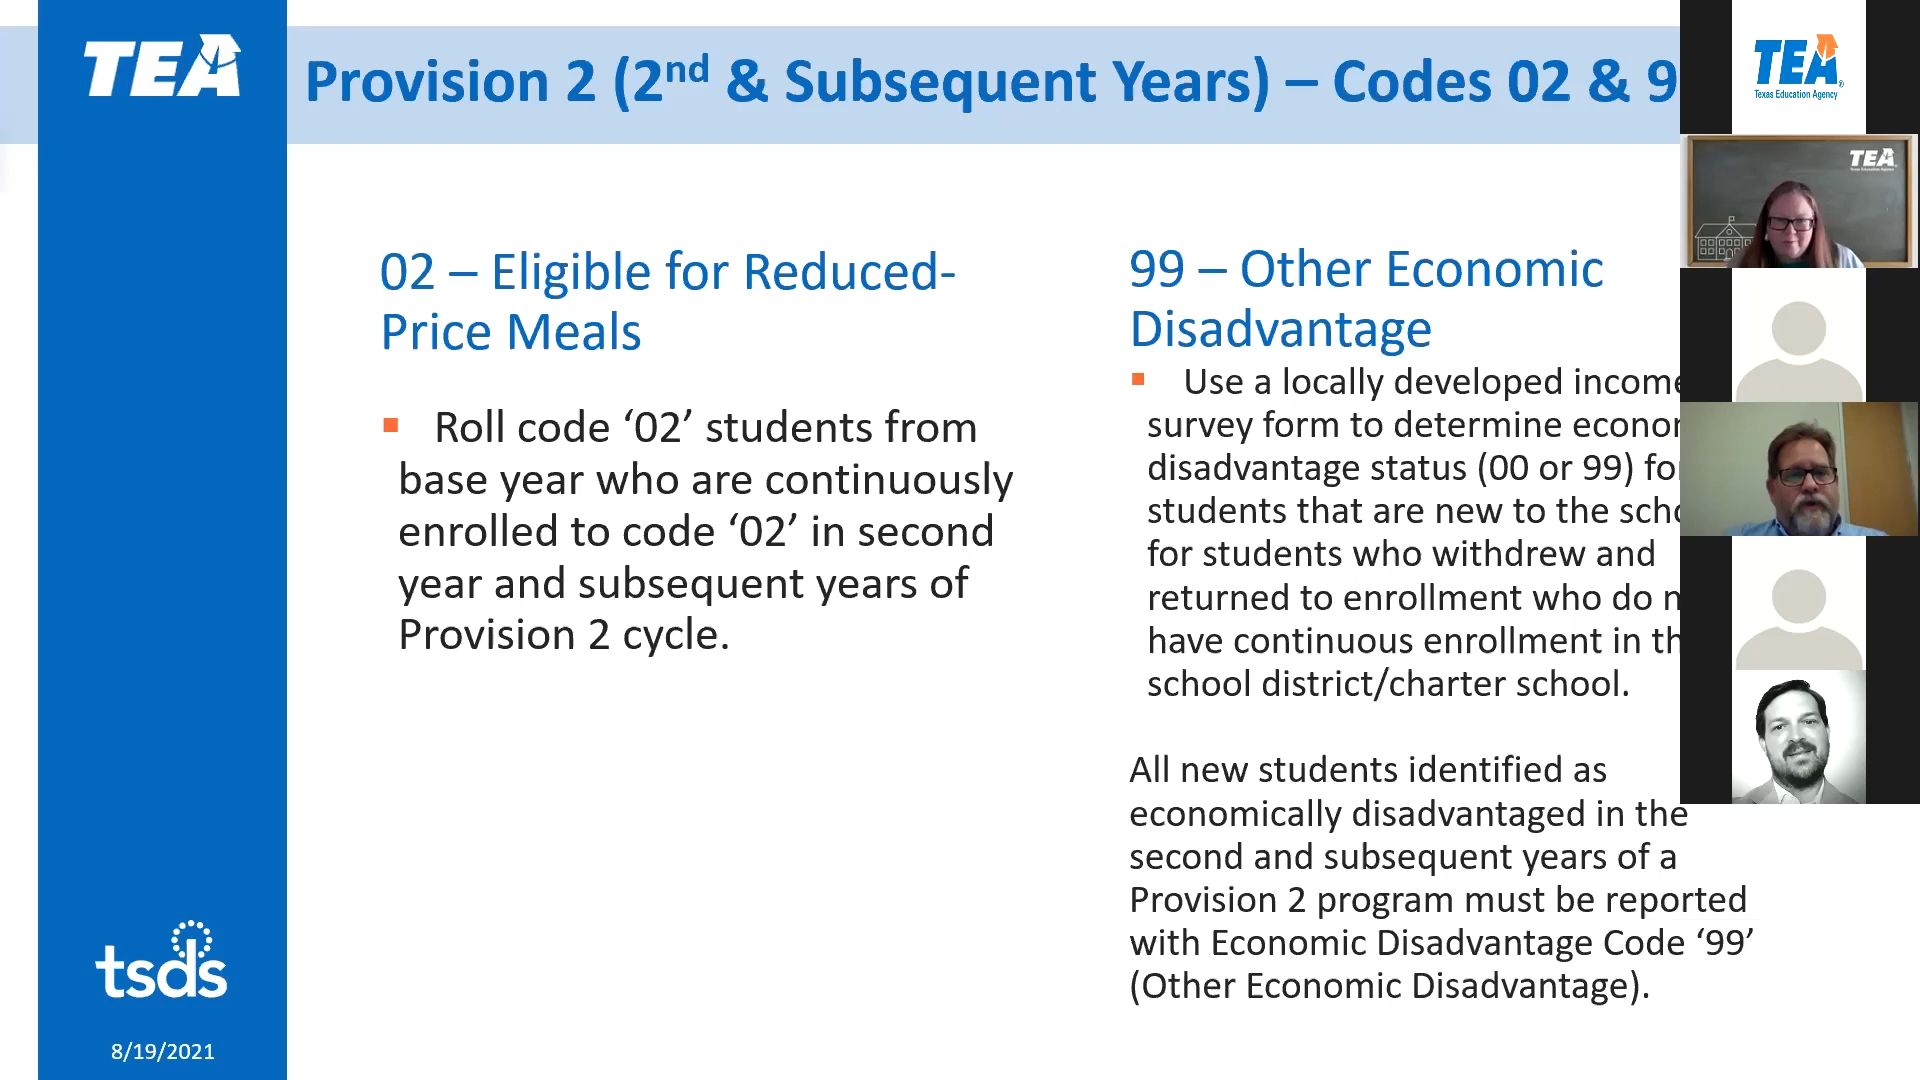 TEA
Provision 2 (2nd & Subsequent Years) – Codes 02 & 9
02 – Eligible for Reduced-
Price Meals
▪ Roll code ‘02’ students from
base year who are continuously
enrolled to code ‘02’ in second
year and subsequent years of
Provision 2 cycle.
99 – Other Economic
Disadvantage
▪ Use a locally developed income
survey form to determine
disadvantage status (00 or 99)
students that are new to the
for students who withdrew and
returned to enrollment who do
have continuous enrollment in
school district/charter school.
All new students identified as
economically disadvantaged in the
second and subsequent years of a
Provision 2 program must be reported
with Economic Disadvantage Code ‘99’
(Other Economic Disadvantage).
tsds
8/19/2021
TEA
Texas Education Agency
TEA